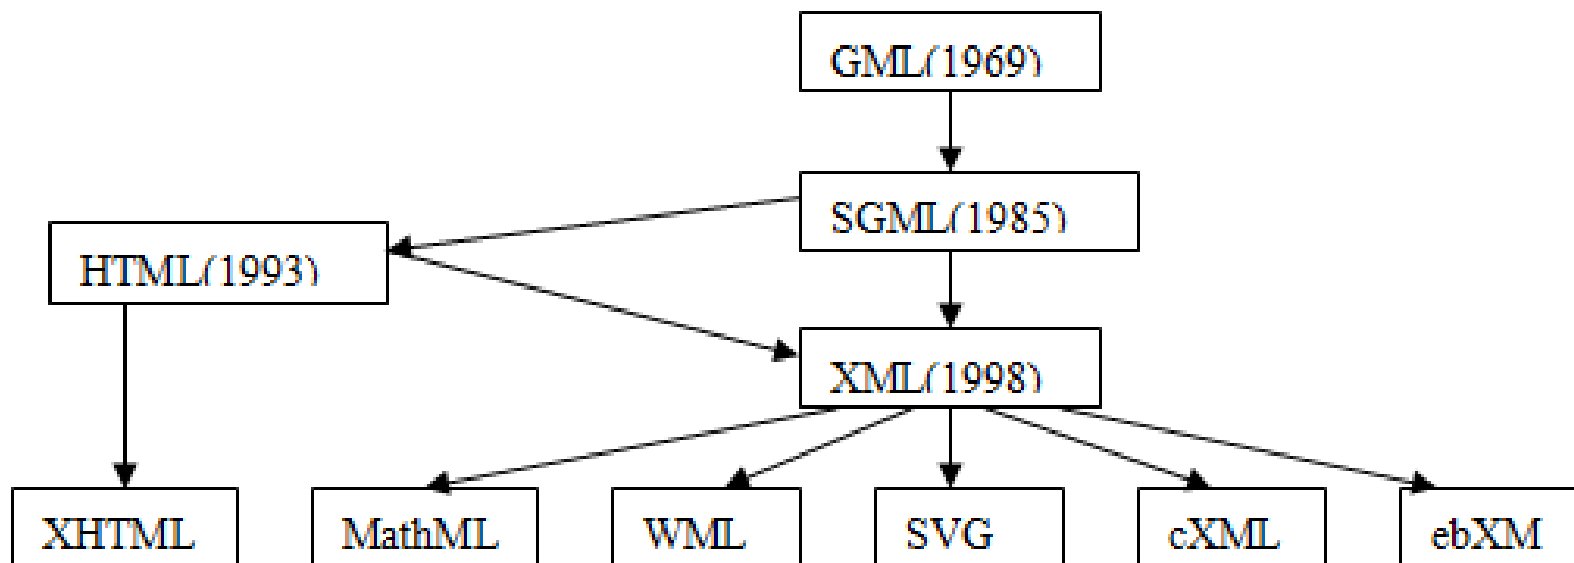 GML(1969)
SGML(1985)
HTML(1993)
XML(1998)
XHTML
MathML
WML
SVG
cXML
ebXM